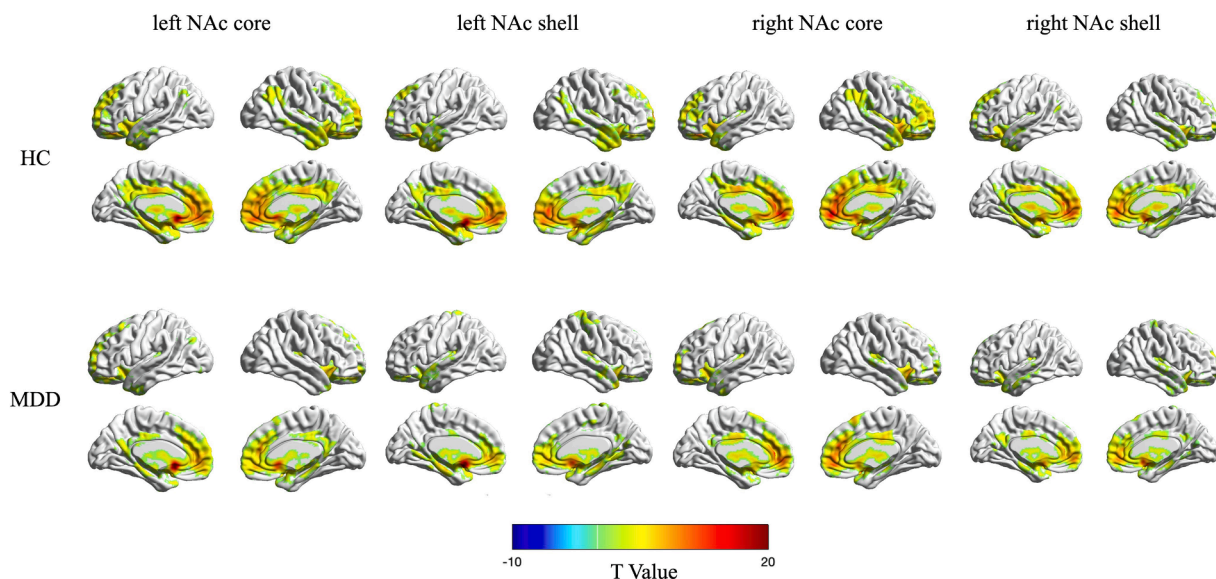 left NAc core
left NAc shell
right NAc core
right NAc shell
HC
MDD
-10
20
T Value